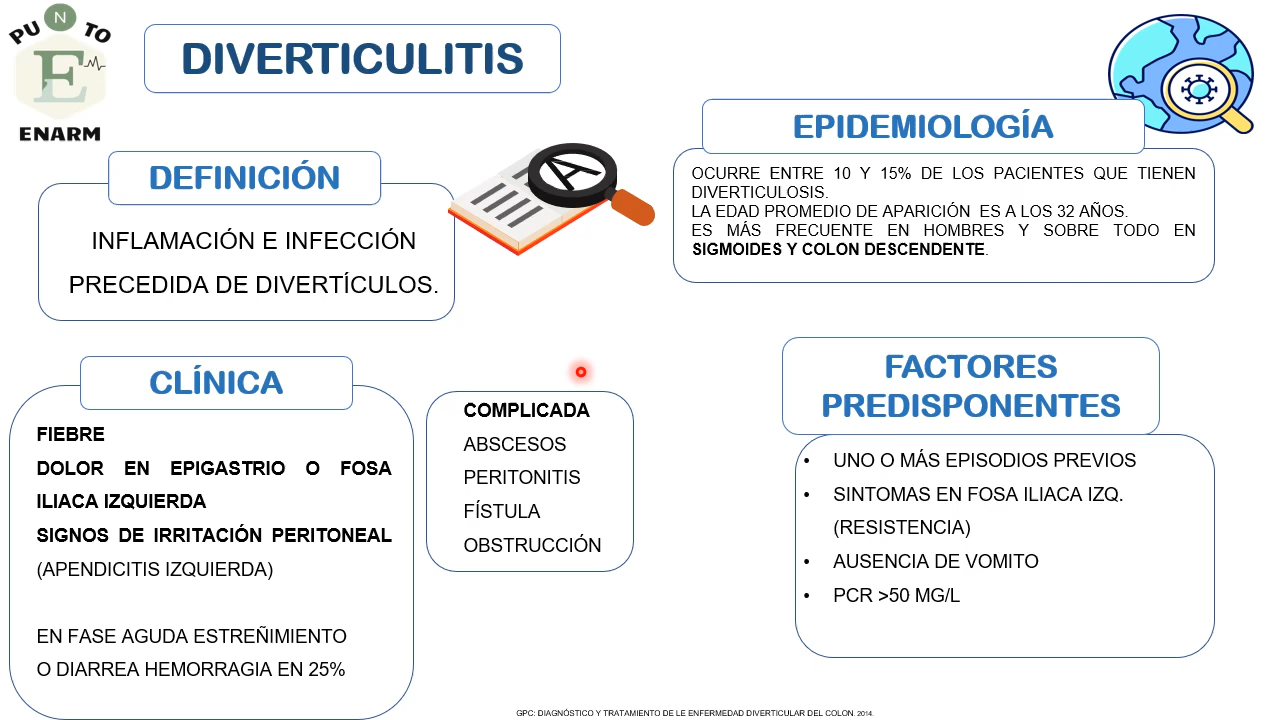 PUNTO
E
ENARM
DIVERTICULITIS
DEFINICIÓN
INFLAMACIÓN E INFECCIÓN
PRECEDIDA DE DIVERTÍCULOS.
A
EPIDEMIOLOGÍA
OCURRE ENTRE 10 Y 15% DE LOS PACIENTES QUE TIENEN
DIVERTICULOSIS.
LA EDAD PROMEDIO DE APARICIÓN ES A LOS 32 AÑOS.
ES MÁS FRECUENTE EN HOMBRES Y SOBRE TODO EN
SIGMOIDES Y COLON DESCENDENTE.
CLÍNICA
FIEBRE
DOLOR EN EPIGASTRIO O FOSA
ILIACA IZQUIERDA
SIGNOS DE IRRITACIÓN PERITONEAL
(APENDICITIS IZQUIERDA)
EN FASE AGUDA ESTREÑIMIENTO
O DIARREA HEMORRAGIA EN 25%
COMPLICADA
ABSCESOS
PERITONITIS
FÍSTULA
OBSTRUCCIÓN
FACTORES
PREDISPONENTES
• UNO O MÁS EPISODIOS PREVIOS
• SINTOMAS EN FOSA ILIACA IZQ.
(RESISTENCIA)
• AUSENCIA DE VOMITO
• PCR >50 MG/L
GPC: DIAGNÓSTICO Y TRATAMIENTO DE LE ENFERMEDAD DIVERTICULAR DEL COLON. 2014.